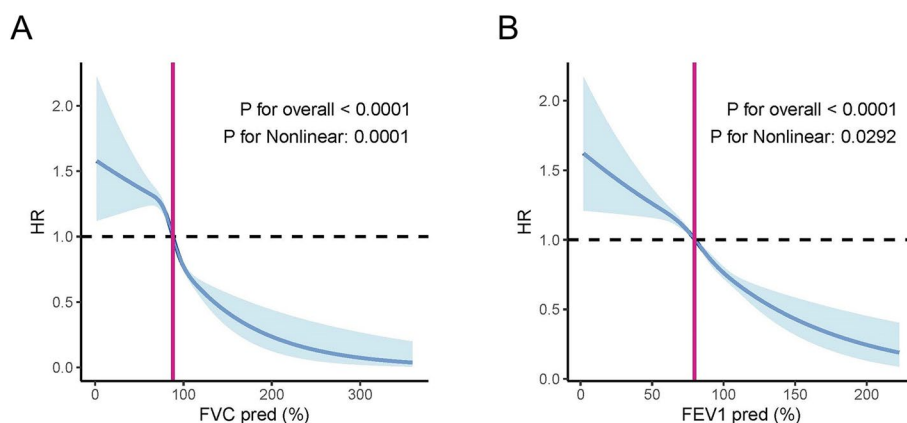 A
P for overall < 0.0001
P for Nonlinear: 0.0001
HR
2.0
1.5
1.0
0.5
0.0
0
100
200
300
FVC pred (%)
B
P for overall < 0.0001
P for Nonlinear: 0.0292
HR
2.0
1.5
1.0
0.5
0.0
0
50
100
150
200
FEV1 pred (%)